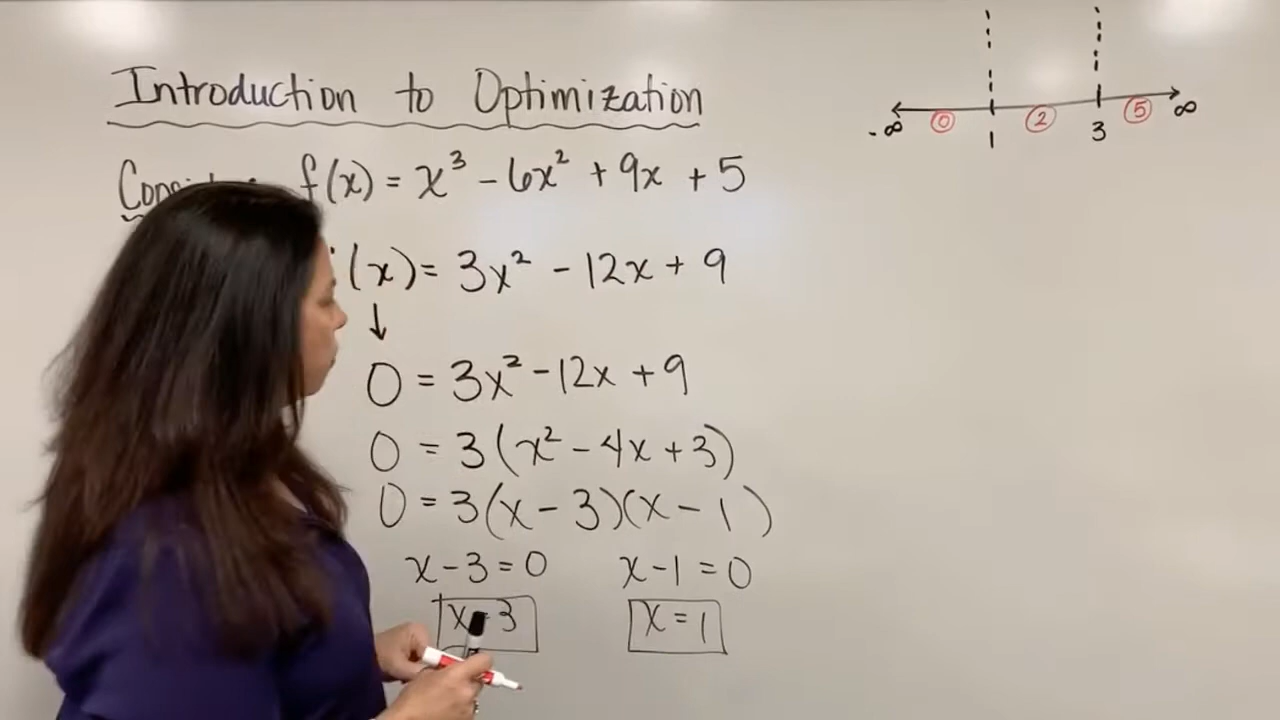 Introduction to Optimization
f(x) = x³ - 6x² + 9x + 5
'(x) = 3x² - 12x + 9
↓
0 = 3x² - 12x + 9
0 = 3(x² - 4x + 3)
0 = 3(x - 3)(x - 1)
x - 3 = 0 x - 1 = 0
x = 3 x = 1
0 2 5
-∞ 1 3 ∞